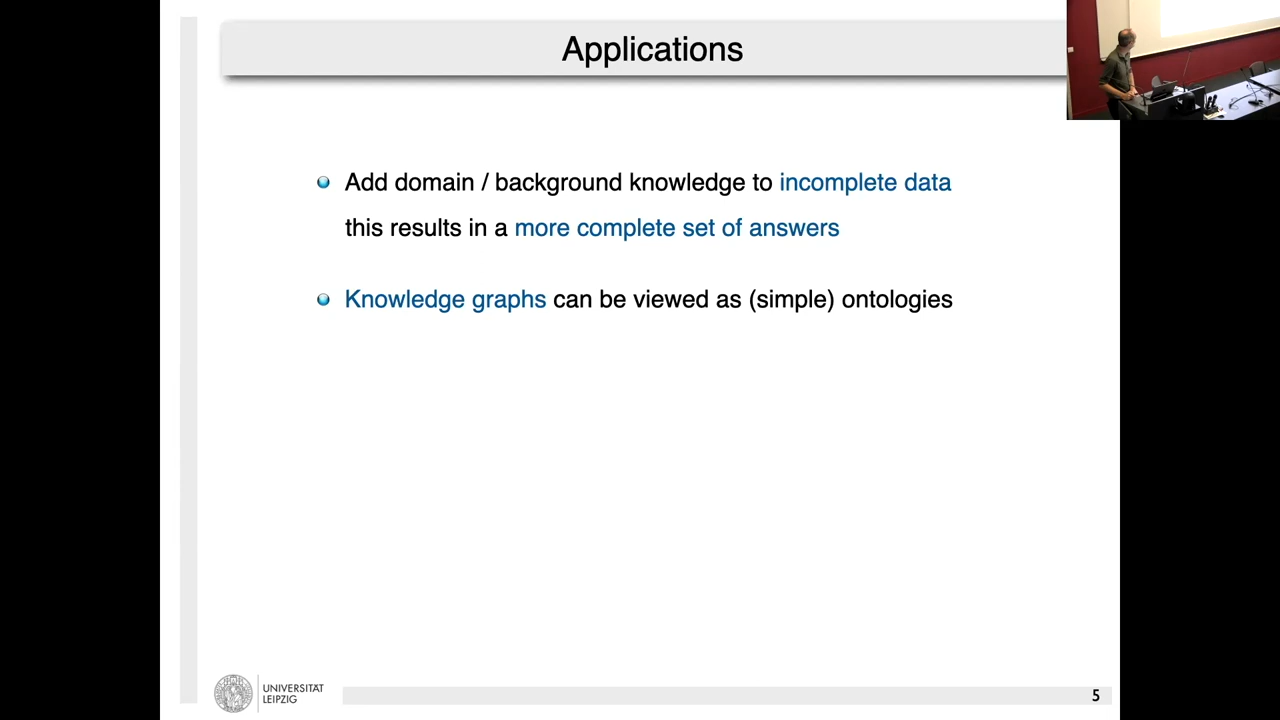 Applications
Add domain / background knowledge to incomplete data
this results in a more complete set of answers
Knowledge graphs can be viewed as (simple) ontologies
UNIVERSITÄT
LEIPZIG
5